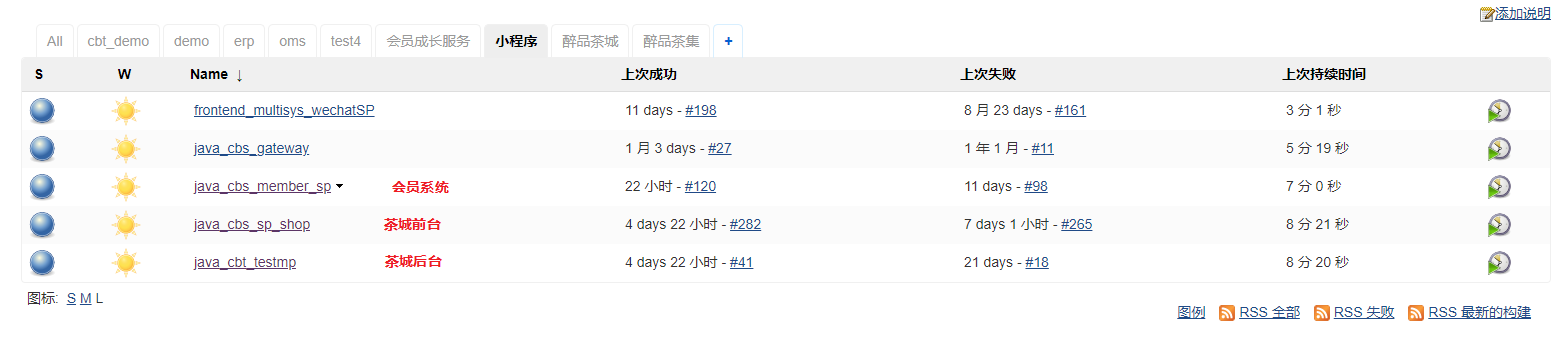 添加说明
All cbt_demo demo erp oms test4 会员成长服务 小程序 醉品茶城 醉品茶集 +
S W Name ↓ 上次成功 上次失败 上次持续时间
frontend_multisys_wechatSP 11 days - #198 8 月 23 days - #161 3 分 1 秒
java_cbs_gateway 1 月 3 days - #27 1 年 1 月 - #11 5 分 19 秒
java_cbs_member_sp 会员系统 22 小时 - #120 11 days - #98 7 分 0 秒
java_cbs_sp_shop 茶城前台 4 days 22 小时 - #282 7 days 1 小时 - #265 8 分 21 秒
java_cbt_testmp 茶城后台 4 days 22 小时 - #41 21 days - #18 8 分 20 秒
图标: S M L
图例 RSS 全部 RSS 失败 RSS 最新的构建